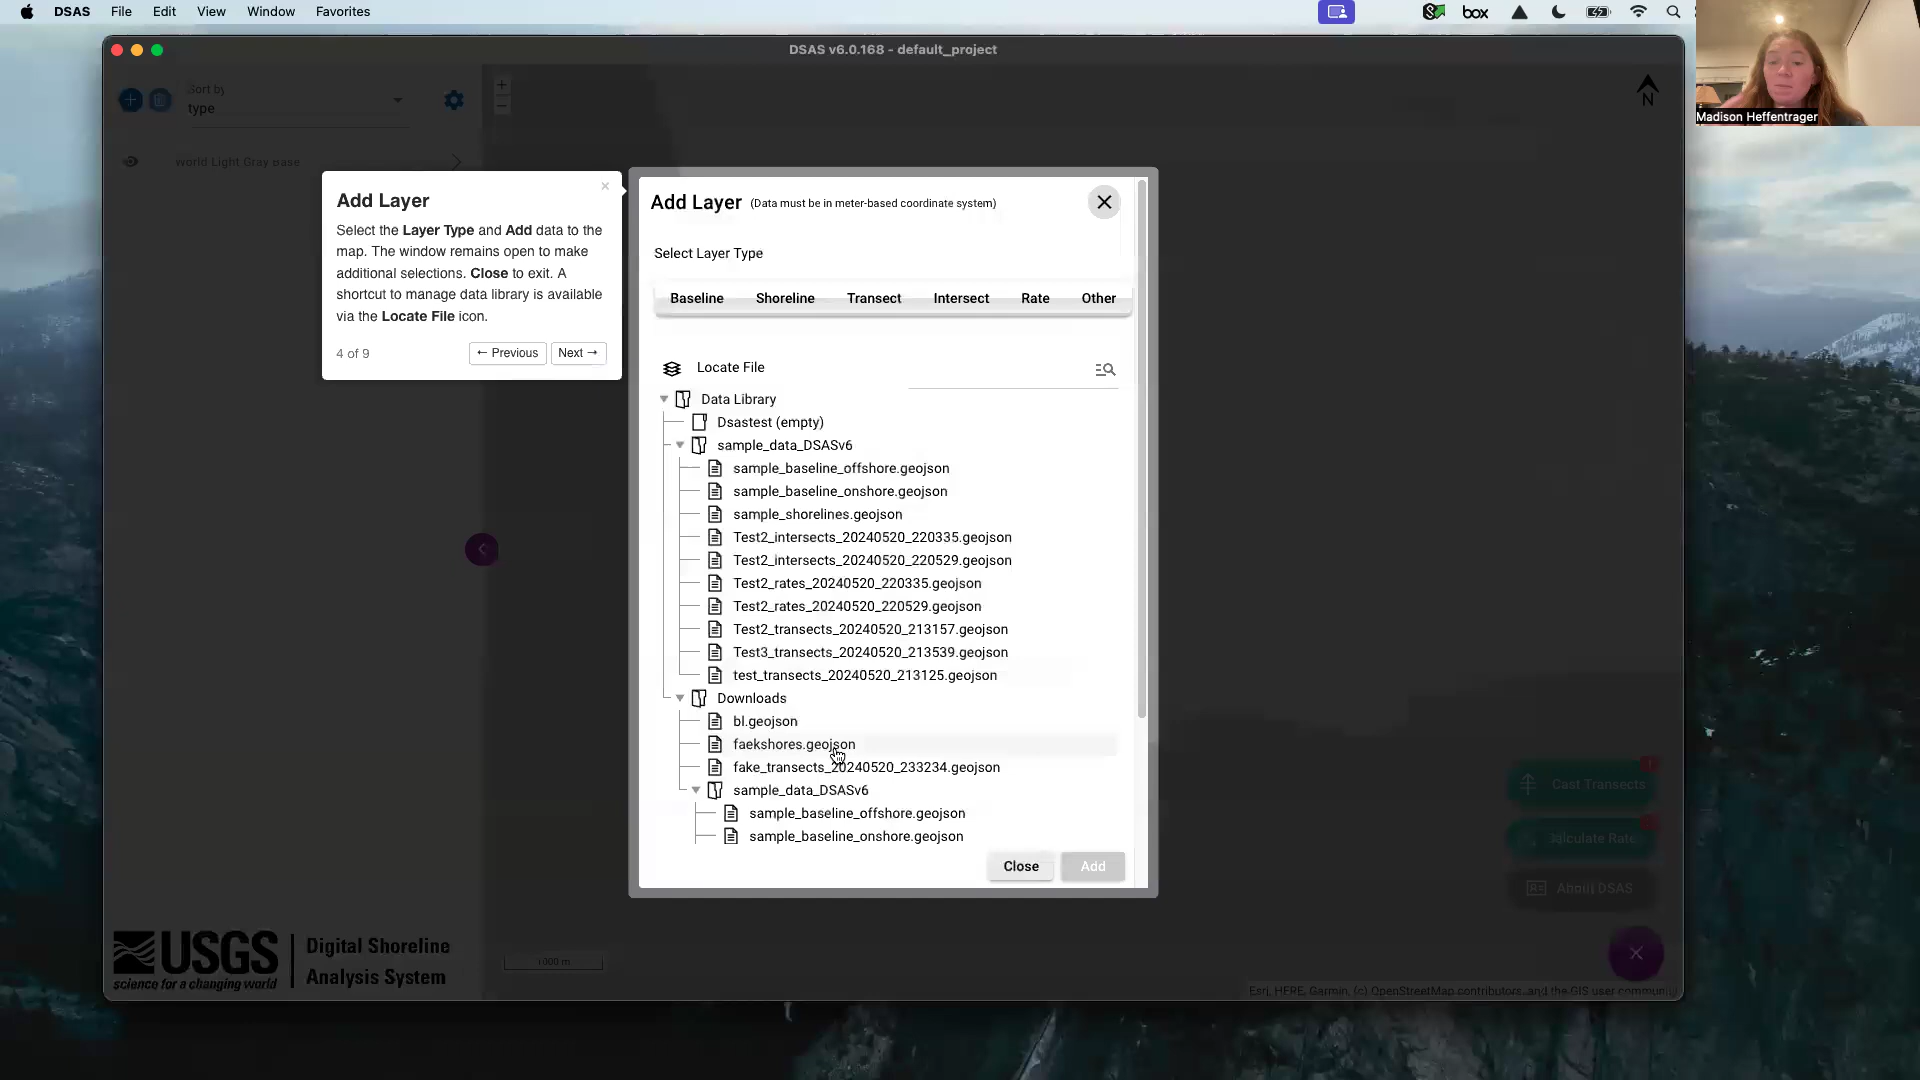 DSAS File Edit View Window Favorites
box
DSAS v6.0.168 - default_project
Madison Heffentrager
Sort by
type
N
World Light Gray Base
Add Layer
Select the Layer Type and Add data to the
map. The window remains open to make
additional selections. Close to exit. A
shortcut to manage data library is available
via the Locate File icon.
4 of 9
← Previous
Next →
Add Layer (Data must be in meter-based coordinate system)
Select Layer Type
Baseline Shoreline Transect Intersect Rate Other
Locate File
Data Library
Dsastest (empty)
sample_data_DSASv6
sample_baseline_offshore.geojson
sample_baseline_onshore.geojson
sample_shorelines.geojson
Test2_intersects_20240520_220335.geojson
Test2_intersects_20240520_220529.geojson
Test2_rates_20240520_220335.geojson
Test2_rates_20240520_220529.geojson
Test2_transects_20240520_213157.geojson
Test3_transects_20240520_213539.geojson
test_transects_20240520_213125.geojson
Downloads
bl.geojson
faekshores.geojson
fake_transects_20240520_233234.geojson
sample_data_DSASv6
sample_baseline_offshore.geojson
sample_baseline_onshore.geojson
Close
Add
Cast Transects
Calculate Rate
About DSAS
USGS
science for a changing world
Digital Shoreline
Analysis System
1000 m
Esri, HERE, Garmin, (c) OpenStreetMap contributors, and the GIS user community